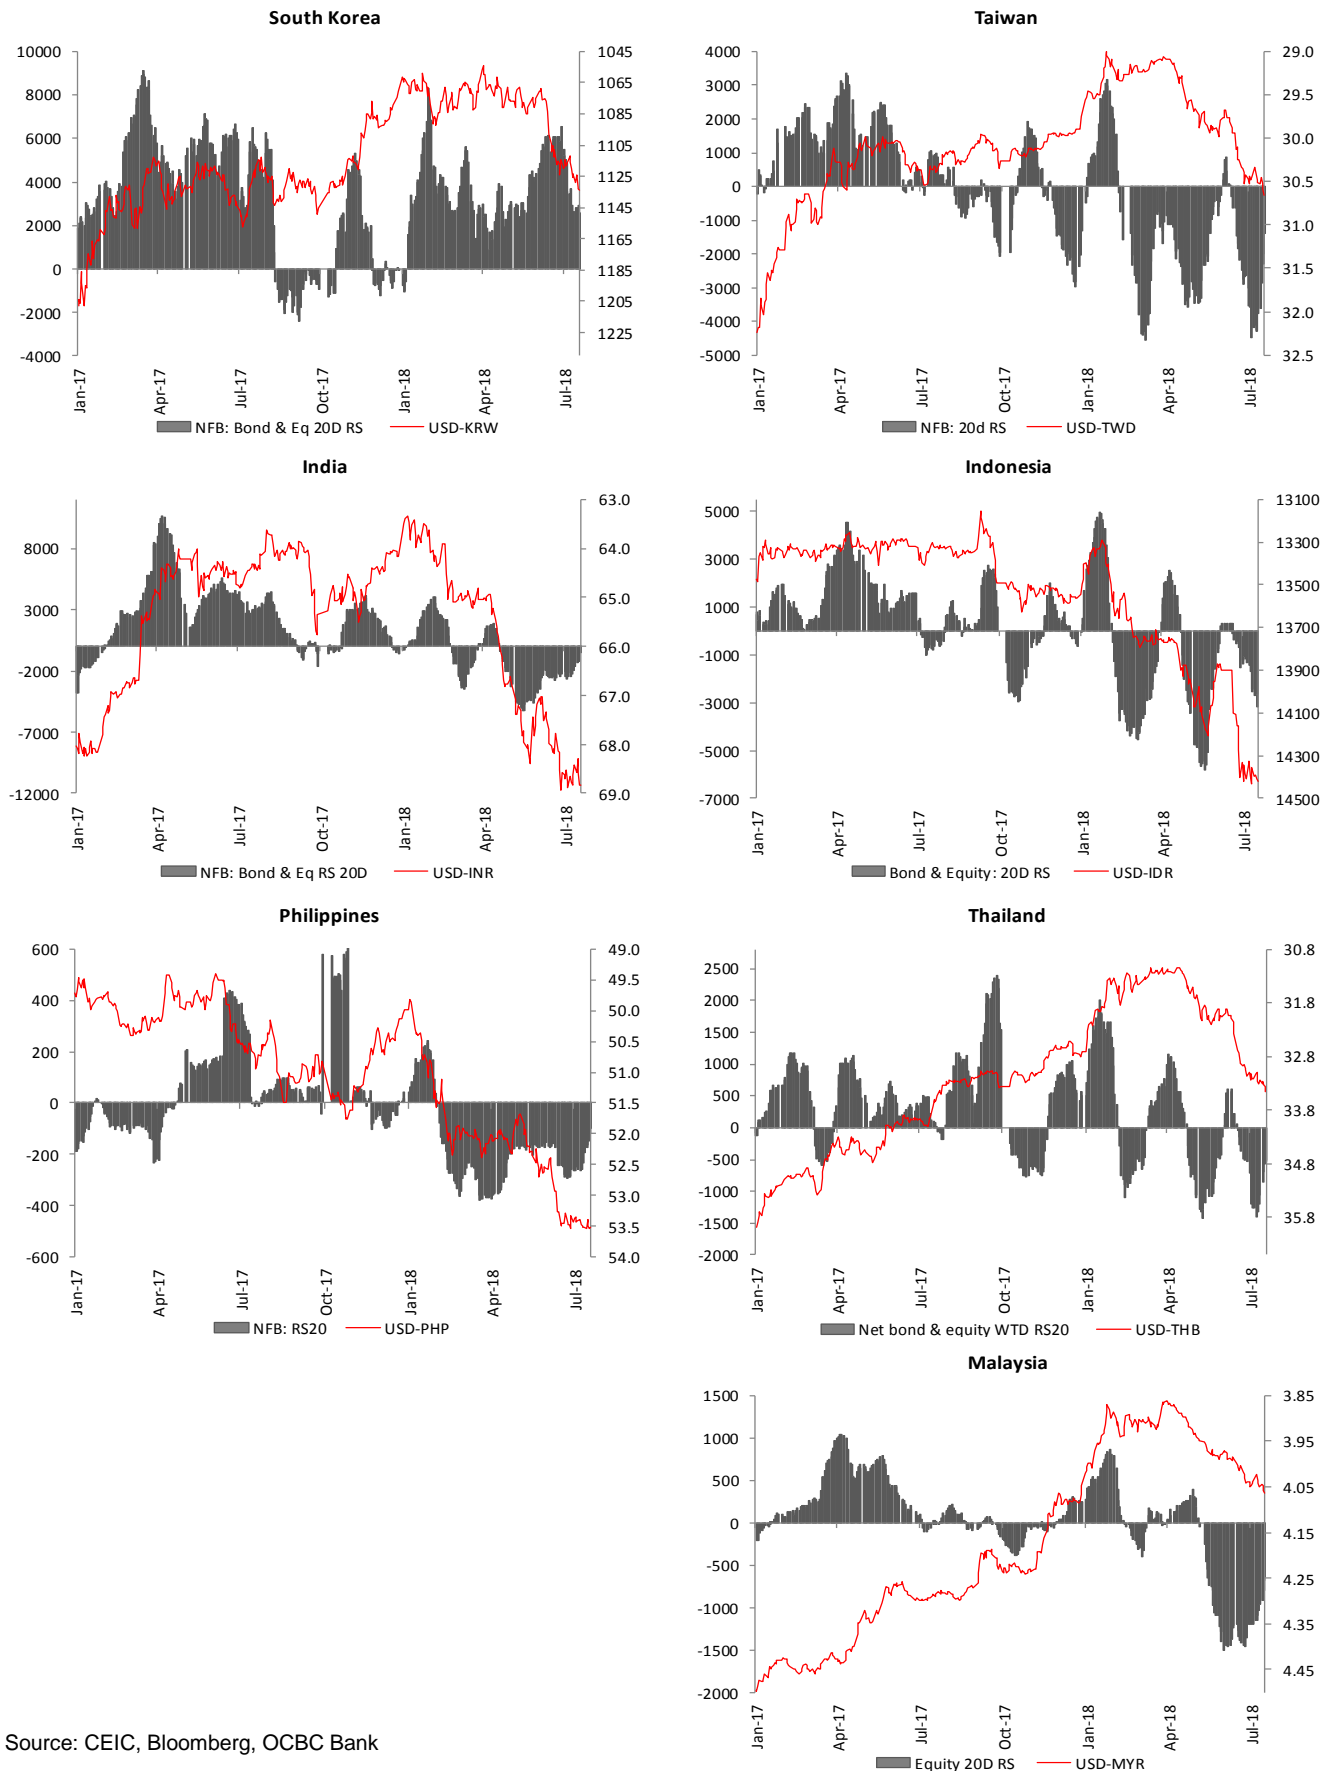 South Korea
10000
8000
6000
4000
2000
0
-2000
-4000
1045
1065
1085
1105
1125
1145
1165
1185
1205
1225
Jan-17
Apr-17
Jul-17
Oct-17
Jan-18
Apr-18
Jul-18
NFB: Bond & Eq 20D RS
USD-KRW
Taiwan
4000
3000
2000
1000
0
-1000
-2000
-3000
-4000
-5000
29.0
29.5
30.0
30.5
31.0
31.5
32.0
32.5
Jan-17
Apr-17
Jul-17
Oct-17
Jan-18
Apr-18
Jul-18
NFB: 20d RS
USD-TWD
India
8000
3000
-2000
-7000
-12000
63.0
64.0
65.0
66.0
67.0
68.0
69.0
Jan-17
Apr-17
Jul-17
Oct-17
Jan-18
Apr-18
Jul-18
NFB: Bond & Eq RS 20D
USD-INR
Indonesia
5000
3000
1000
-1000
-3000
-5000
-7000
13100
13300
13500
13700
13900
14100
14300
14500
Jan-17
Apr-17
Jul-17
Oct-17
Jan-18
Apr-18
Jul-18
Bond & Equity: 20D RS
USD-IDR
Philippines
600
400
200
0
-200
-400
-600
49.0
49.5
50.0
50.5
51.0
51.5
52.0
52.5
53.0
53.5
54.0
Jan-17
Apr-17
Jul-17
Oct-17
Jan-18
Apr-18
Jul-18
NFB: RS20
USD-PHP
Thailand
2500
2000
1500
1000
500
0
-500
-1000
-1500
-2000
30.8
31.8
32.8
33.8
34.8
35.8
Jan-17
Apr-17
Jul-17
Oct-17
Jan-18
Apr-18
Jul-18
Net bond & equity WTD RS20
USD-THB
Malaysia
1500
1000
500
0
-500
-1000
-1500
-2000
3.85
3.95
4.05
4.15
4.25
4.35
4.45
Jan-17
Apr-17
Jul-17
Oct-17
Jan-18
Apr-18
Jul-18
Equity 20D RS
USD-MYR
Source: CEIC, Bloomberg, OCBC Bank